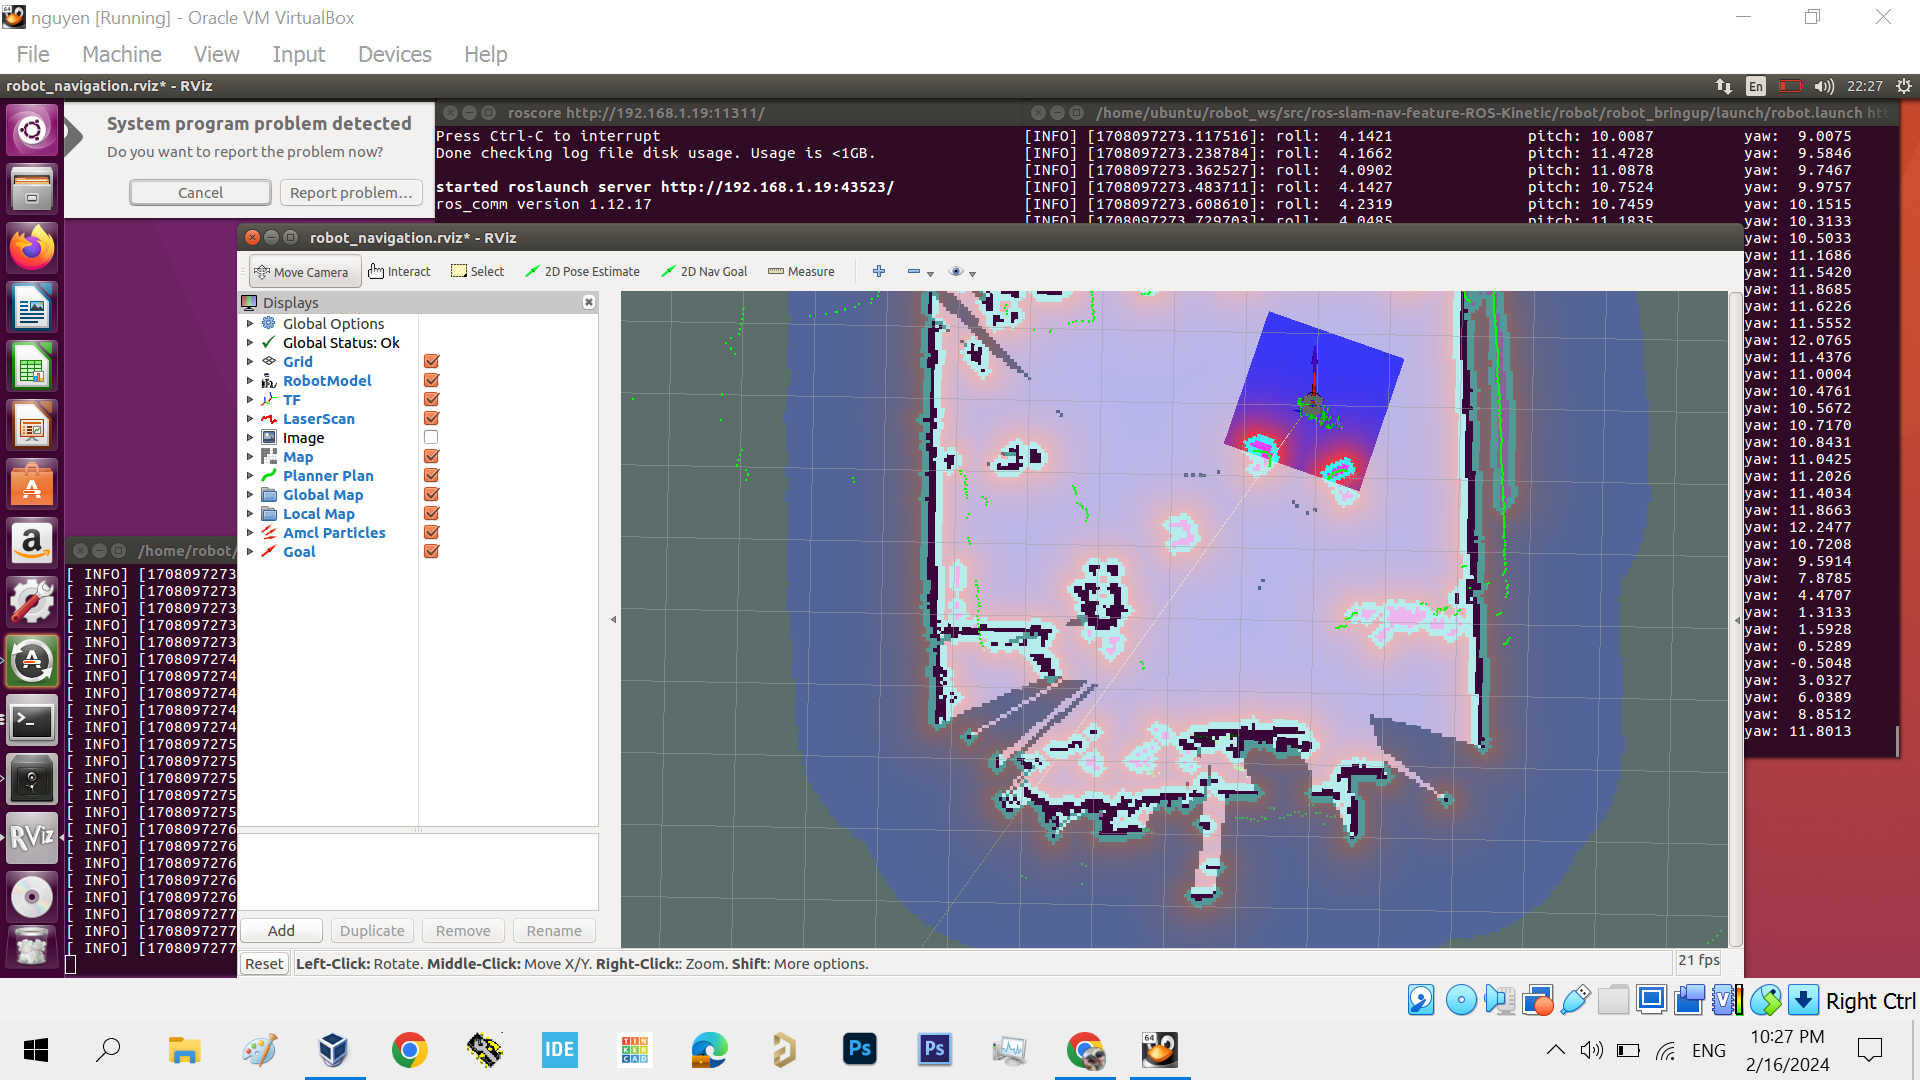 nguyen [Running] - Oracle VM VirtualBox
File Machine View Input Devices Help
robot_navigation.rviz* - RViz
En
22:27
System program problem detected
Do you want to report the problem now?
Cancel
Report problem…
roscore http://192.168.1.19:11311/
Press Ctrl-C to interrupt
Done checking log file disk usage. Usage is <1GB.
started roslaunch server http://192.168.1.19:43523/
ros_comm version 1.12.17
/home/ubuntu/robot_ws/src/ros-slam-nav-feature-ROS-Kinetic/robot/robot_bringup/launch/robot.launch
[INFO] [1708097273.117516]: roll: 4.1421 pitch: 10.0087 yaw: 9.0075
[INFO] [1708097273.238784]: roll: 4.1662 pitch: 11.4728 yaw: 9.5846
[INFO] [1708097273.362527]: roll: 4.0902 pitch: 11.0878 yaw: 9.7467
[INFO] [1708097273.483711]: roll: 4.1427 pitch: 10.7524 yaw: 9.9757
[INFO] [1708097273.608610]: roll: 4.2319 pitch: 10.7459 yaw: 10.1515
[INFO] [1708097273.729703]: roll: 4.0485 pitch: 11.1835 yaw: 10.3133
yaw: 10.5033
yaw: 11.1686
yaw: 11.5420
yaw: 11.8685
yaw: 11.6226
yaw: 11.5552
yaw: 12.0765
yaw: 11.4376
yaw: 11.0004
yaw: 10.4761
yaw: 10.5672
yaw: 10.7170
yaw: 10.8431
yaw: 11.0425
yaw: 11.2026
yaw: 11.4034
yaw: 11.8663
yaw: 12.2477
yaw: 10.7208
yaw: 9.5914
yaw: 7.8785
yaw: 4.4707
yaw: 1.3133
yaw: 1.5928
yaw: 0.5289
yaw: -0.5048
yaw: 3.0327
yaw: 6.0389
yaw: 8.8512
yaw: 11.8013
robot_navigation.rviz* - RViz
Move Camera Interact Select 2D Pose Estimate 2D Nav Goal Measure
Displays
Global Options
Global Status: Ok
Grid
RobotModel
TF
LaserScan
Image
Map
Planner Plan
Global Map
Local Map
Amcl Particles
Goal
Add Duplicate Remove Rename
Reset Left-Click: Rotate. Middle-Click: Move X/Y. Right-Click:: Zoom. Shift: More options.
21 fps
/home/robot/
[ INFO] [1708097273
[ INFO] [1708097273
[ INFO] [1708097273
[ INFO] [1708097273
[ INFO] [1708097273
[ INFO] [1708097274
[ INFO] [1708097274
[ INFO] [1708097274
[ INFO] [1708097274
[ INFO] [1708097274
[ INFO] [1708097275
[ INFO] [1708097275
[ INFO] [1708097275
[ INFO] [1708097275
[ INFO] [1708097275
[ INFO] [1708097276
[ INFO] [1708097276
[ INFO] [1708097276
[ INFO] [1708097276
[ INFO] [1708097276
[ INFO] [1708097277
[ INFO] [1708097277
[ INFO] [1708097277
RViz
Right Ctrl
IDE
TIN
KER
CAD
Ps
Ps
64
ENG
10:27 PM
2/16/2024